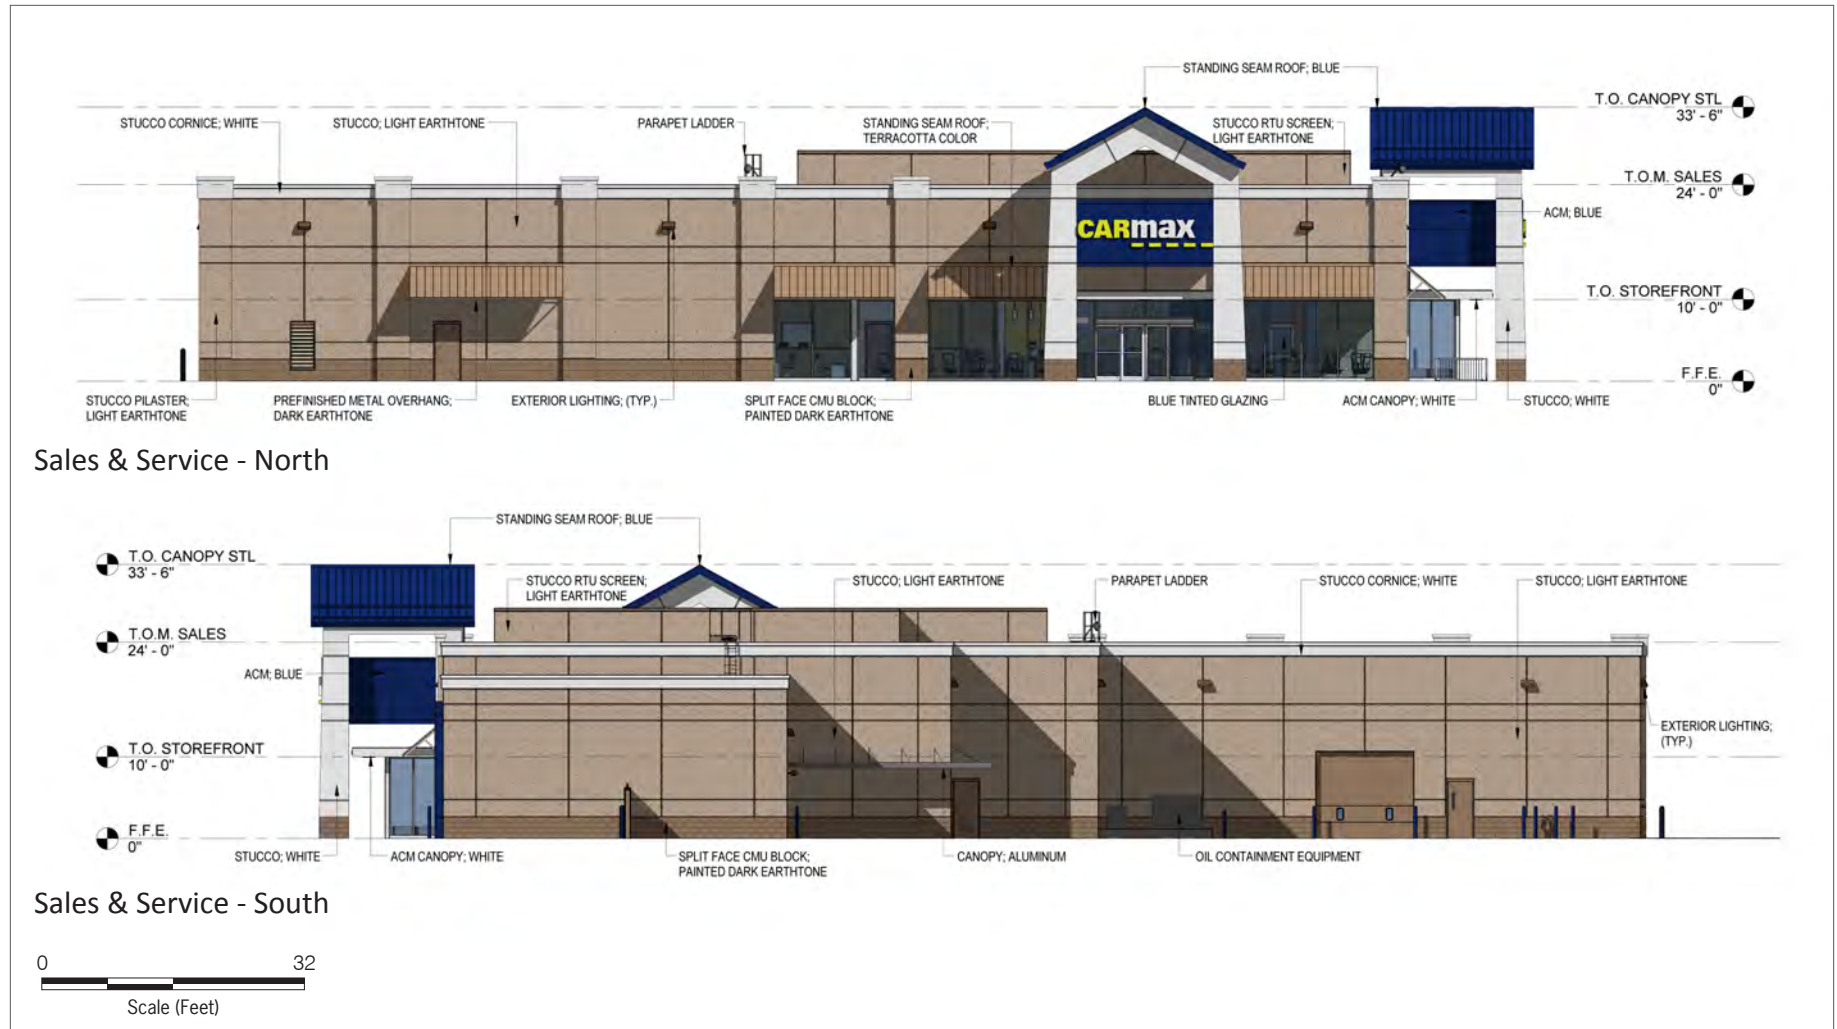 STANDING SEAM ROOF; BLUE
T.O. CANOPY STL
33' - 6"
STUCCO CORNICE; WHITE
STUCCO; LIGHT EARTHTONE
PARAPET LADDER
STANDING SEAM ROOF;
TERRACOTTA COLOR
STUCCO RTU SCREEN;
LIGHT EARTHTONE
T.O.M. SALES
24' - 0"
ACM; BLUE
CARMAX
T.O. STOREFRONT
10' - 0"
F.F.E.
0"
STUCCO PILASTER;
LIGHT EARTHTONE
PREFINISHED METAL OVERHANG;
DARK EARTHTONE
EXTERIOR LIGHTING; (TYP.)
SPLIT FACE CMU BLOCK;
PAINTED DARK EARTHTONE
BLUE TINTED GLAZING
ACM CANOPY; WHITE
STUCCO; WHITE
Sales & Service - North
STANDING SEAM ROOF; BLUE
T.O. CANOPY STL
33' - 6"
STUCCO RTU SCREEN;
LIGHT EARTHTONE
STUCCO; LIGHT EARTHTONE
PARAPET LADDER
STUCCO CORNICE; WHITE
STUCCO; LIGHT EARTHTONE
T.O.M. SALES
24' - 0"
ACM; BLUE
EXTERIOR LIGHTING;
(TYP.)
T.O. STOREFRONT
10' - 0"
F.F.E.
0"
STUCCO; WHITE
ACM CANOPY; WHITE
SPLIT FACE CMU BLOCK;
PAINTED DARK EARTHTONE
CANOPY; ALUMINUM
OIL CONTAINMENT EQUIPMENT
Sales & Service - South
0 32
Scale (Feet)